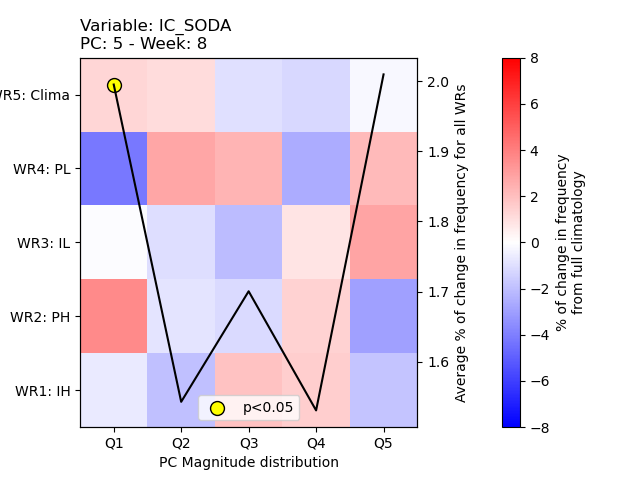 Variable: IC_SODA
PC: 5 - Week: 8
WR5: Clima
WR4: PL
WR3: IL
WR2: PH
WR1: IH
Q1 Q2 Q3 Q4 Q5
PC Magnitude distribution
p<0.05
2.0
1.9
1.8
1.7
1.6
Average % of change in frequency for all WRs
8
6
4
2
0
−2
−4
−6
−8
% of change in frequency
from full climatology